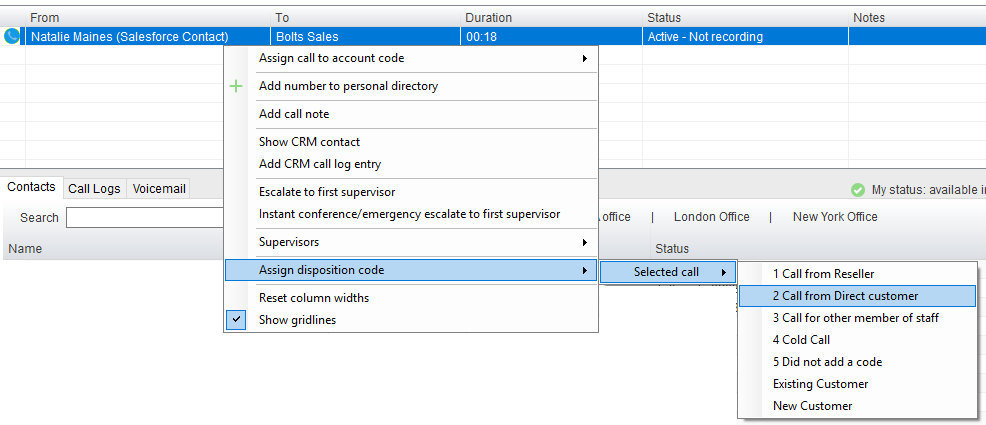 From To Duration Status Notes
Natalie Maines (Salesforce Contact) Bolts Sales 00:18 Active - Not recording
Assign call to account code
Add number to personal directory
Add call note
Show CRM contact
Add CRM call log entry
Contacts Call Logs Voicemail My status: available
Escalate to first supervisor
Search Instant conference/emergency escalate to first supervisor office | London Office | New York Office
Supervisors
Name Status
Assign disposition code Selected call 1 Call from Reseller
Reset column widths 2 Call from Direct customer
Show gridlines 3 Call for other member of staff
4 Cold Call
5 Did not add a code
Existing Customer
New Customer